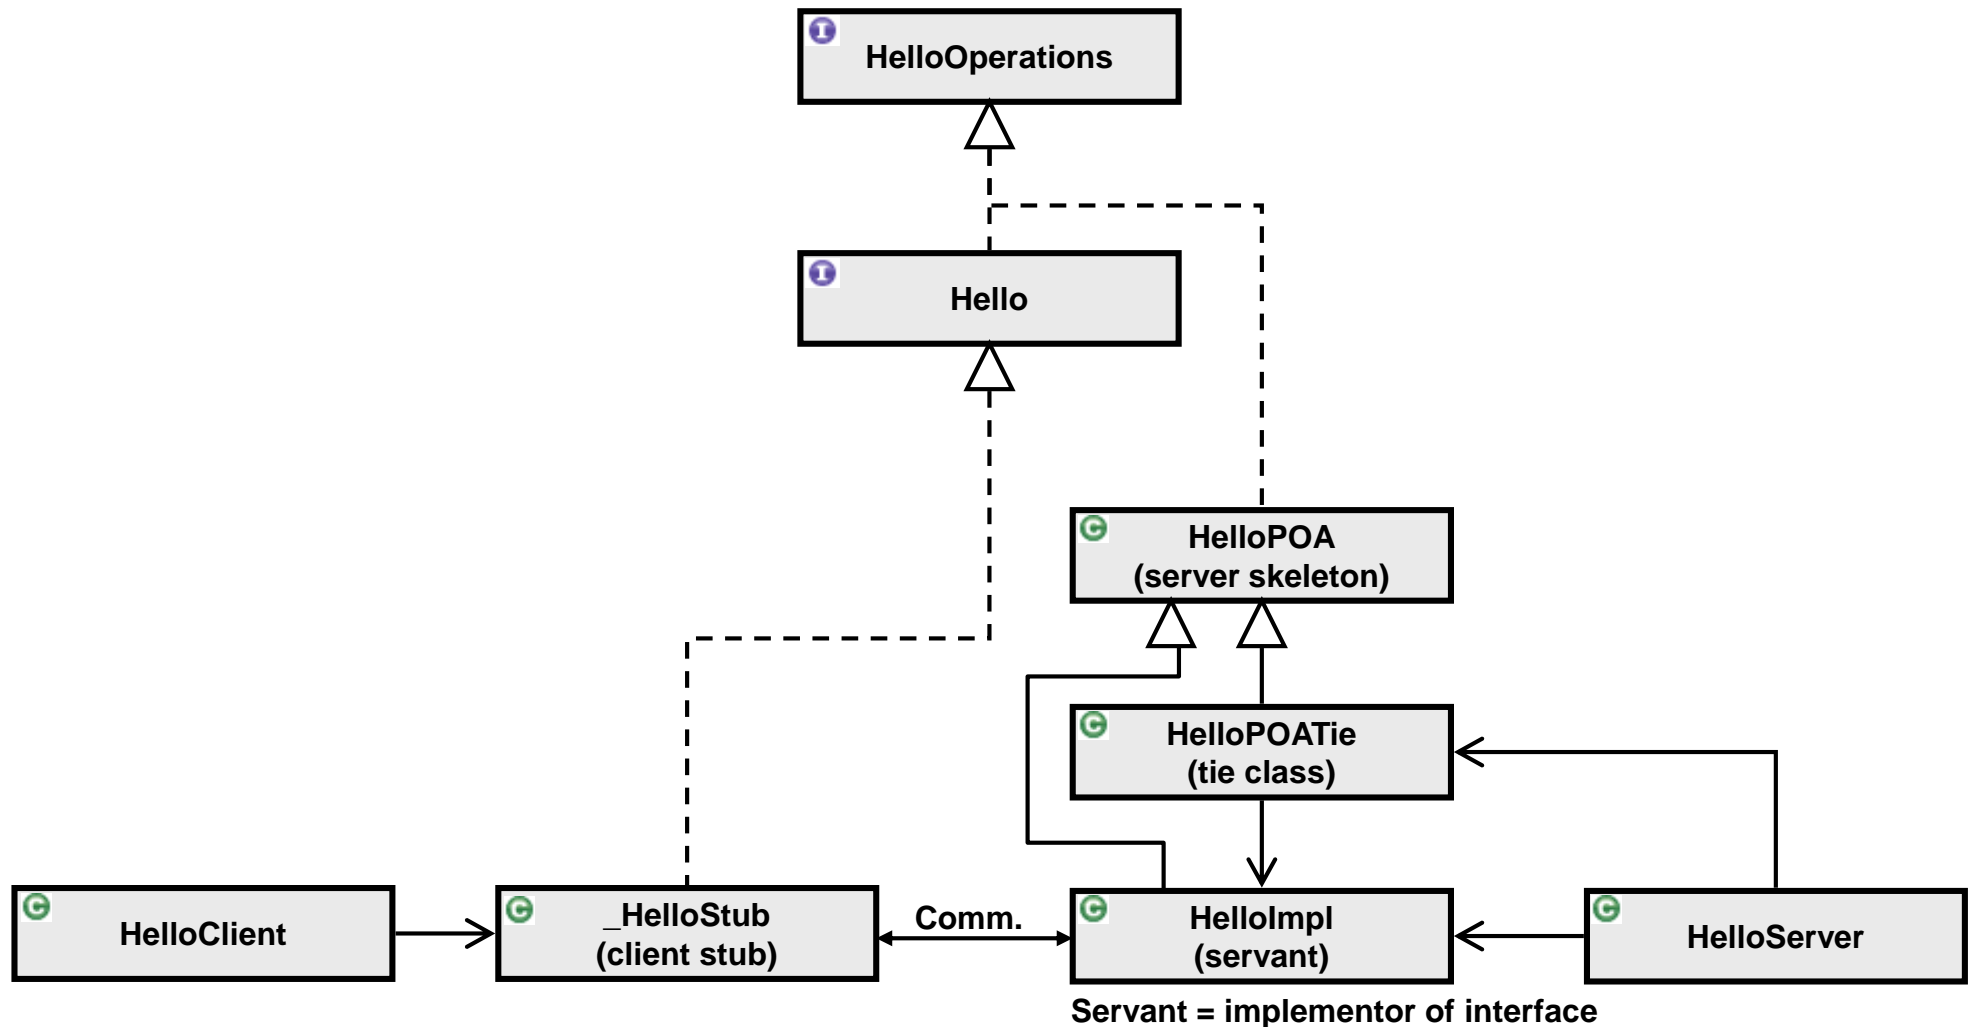 I
HelloOperations
I
Hello
C
HelloPOA
(server skeleton)
C
HelloPOATie
(tie class)
C
HelloClient
C
_HelloStub
(client stub)
Comm.
C
HelloImpl
(servant)
C
HelloServer
Servant = implementor of interface